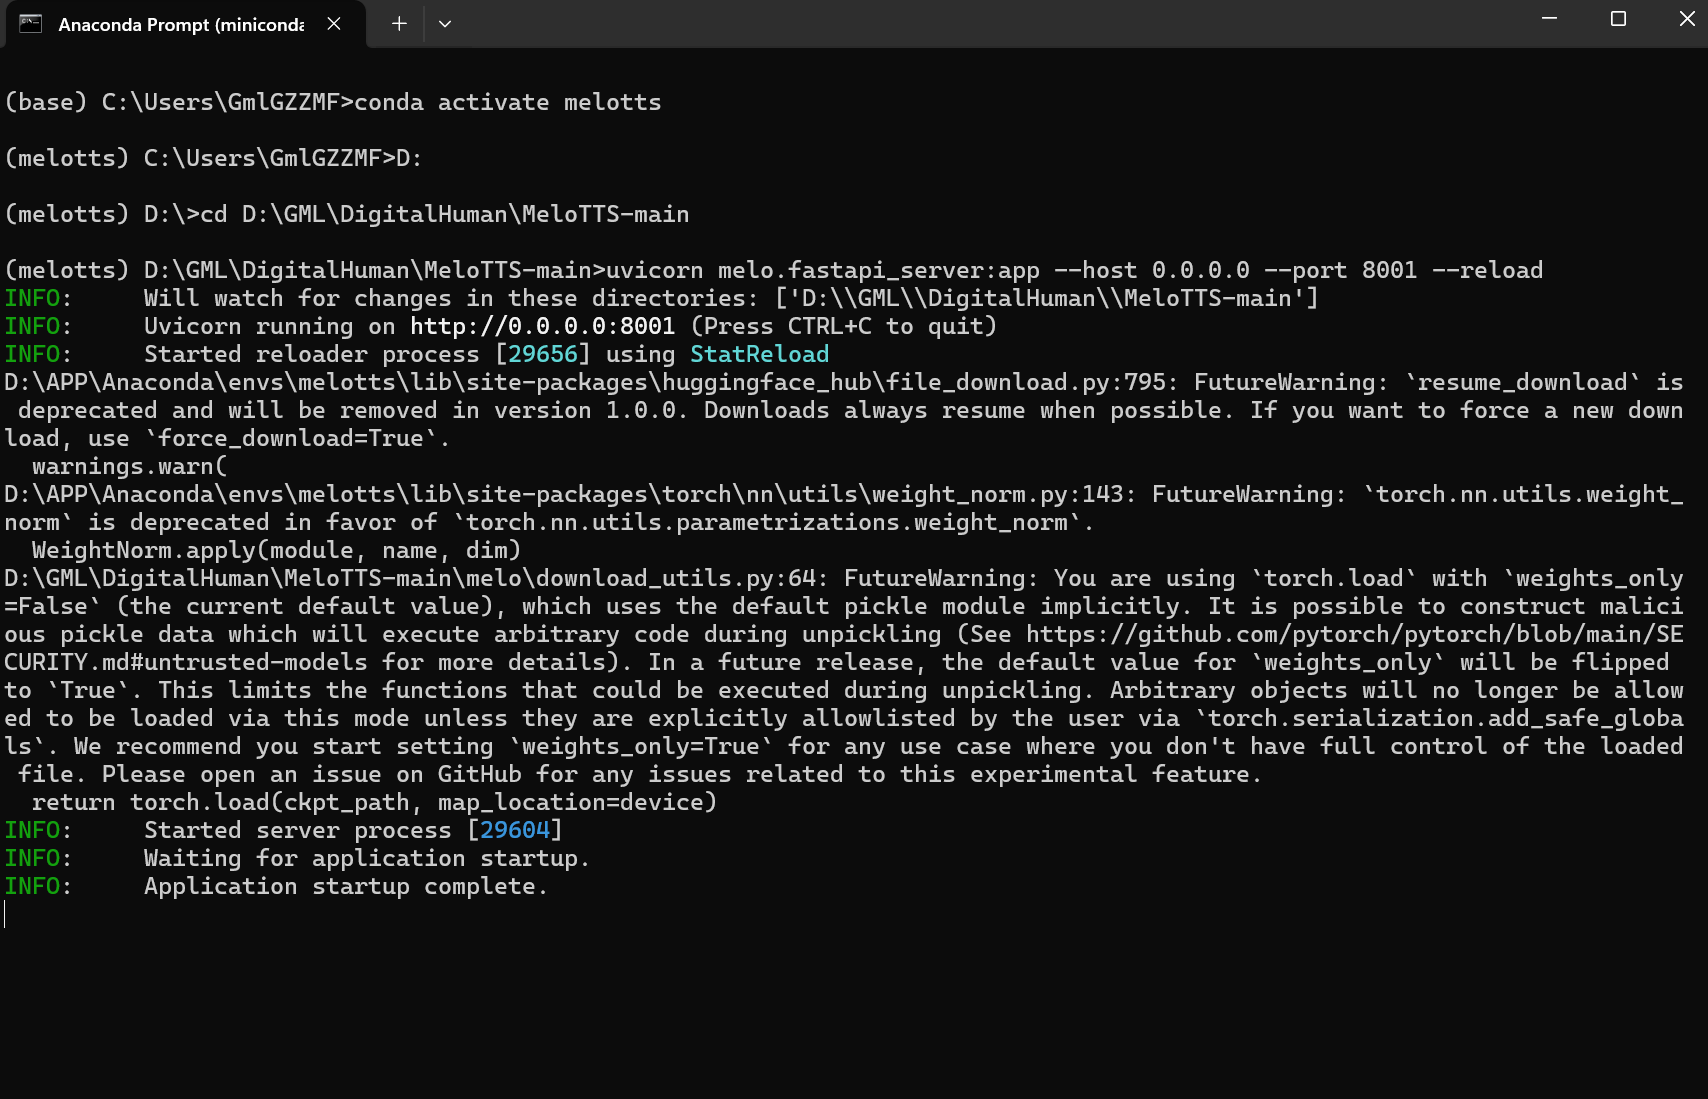 Anaconda Prompt (miniconda
(base) C:\Users\GmlGZZMF>conda activate melotts
(melotts) C:\Users\GmlGZZMF>D:
(melotts) D:\>cd D:\GML\DigitalHuman\MeloTTS-main
(melotts) D:\GML\DigitalHuman\MeloTTS-main>uvicorn melo.fastapi_server:app --host 0.0.0.0 --port 8001 --reload
INFO:     Will watch for changes in these directories: ['D:\\GML\\DigitalHuman\\MeloTTS-main']
INFO:     Uvicorn running on http://0.0.0.0:8001 (Press CTRL+C to quit)
INFO:     Started reloader process [29656] using StatReload
D:\APP\Anaconda\envs\melotts\lib\site-packages\huggingface_hub\file_download.py:795: FutureWarning: `resume_download` is
 deprecated and will be removed in version 1.0.0. Downloads always resume when possible. If you want to force a new down
load, use `force_download=True`.
  warnings.warn(
D:\APP\Anaconda\envs\melotts\lib\site-packages\torch\nn\utils\weight_norm.py:143: FutureWarning: `torch.nn.utils.weight_
norm` is deprecated in favor of `torch.nn.utils.parametrizations.weight_norm`.
  WeightNorm.apply(module, name, dim)
D:\GML\DigitalHuman\MeloTTS-main\melo\download_utils.py:64: FutureWarning: You are using `torch.load` with `weights_only
=False` (the current default value), which uses the default pickle module implicitly. It is possible to construct malici
ous pickle data which will execute arbitrary code during unpickling (See https://github.com/pytorch/pytorch/blob/main/SE
CURITY.md#untrusted-models for more details). In a future release, the default value for `weights_only` will be flipped
to `True`. This limits the functions that could be executed during unpickling. Arbitrary objects will no longer be allow
ed to be loaded via this mode unless they are explicitly allowlisted by the user via `torch.serialization.add_safe_globa
ls`. We recommend you start setting `weights_only=True` for any use case where you don't have full control of the loaded
 file. Please open an issue on GitHub for any issues related to this experimental feature.
  return torch.load(ckpt_path, map_location=device)
INFO:     Started server process [29604]
INFO:     Waiting for application startup.
INFO:     Application startup complete.